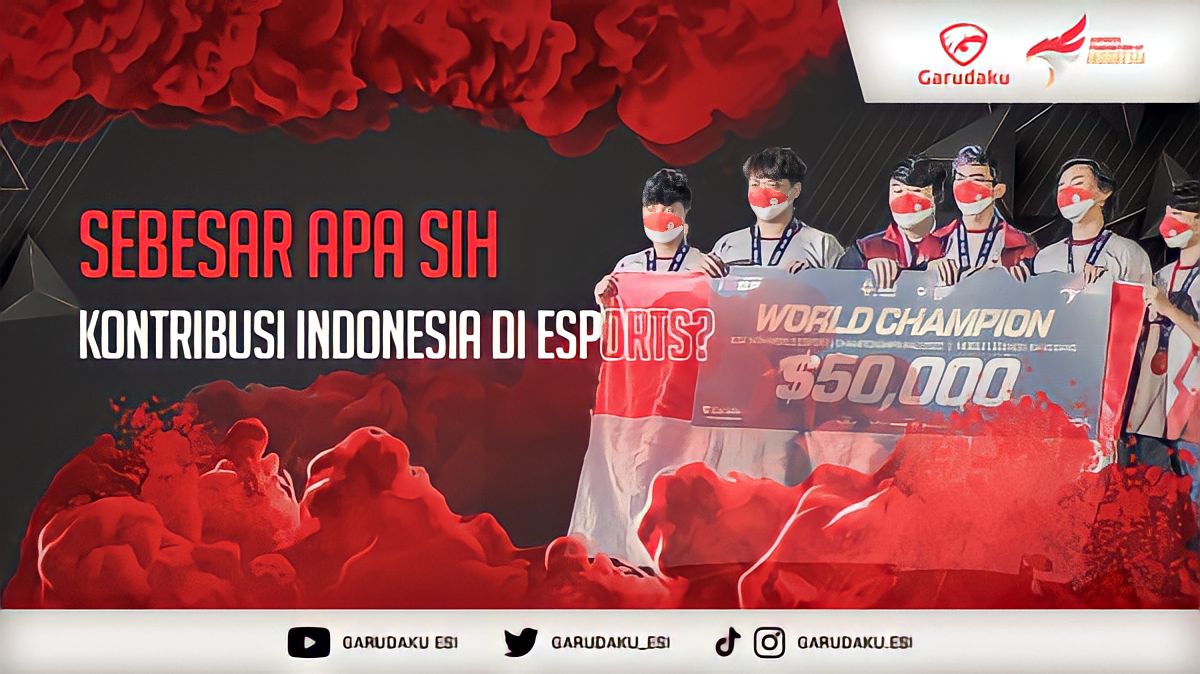 Garudaku
SEBESAR APA SIH
KONTRIBUSI INDONESIA DI ESPORTS?
WORLD CHAMPION
$50,000
GARUDAKU ESI
GARUDAKU_ESI
GARUDAKU.ESI